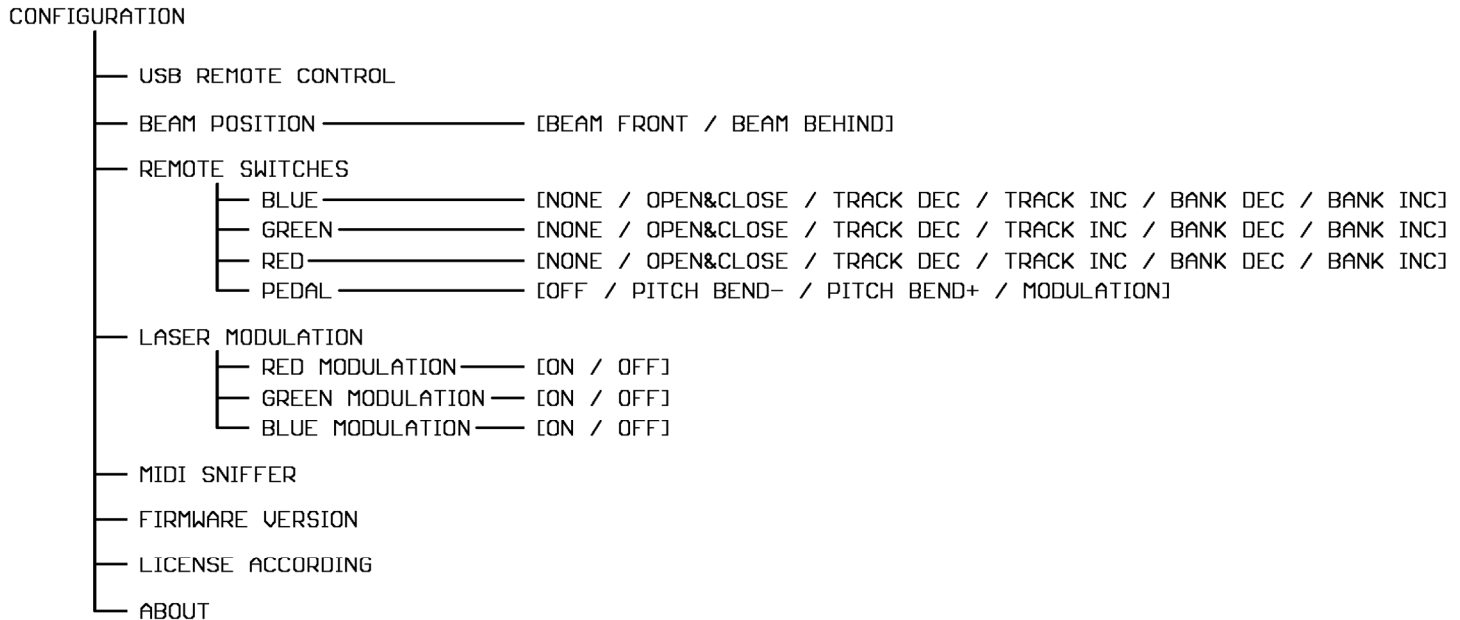 CONFIGURATION
USB REMOTE CONTROL
BEAM POSITION [BEAM FRONT / BEAM BEHIND]
REMOTE SWITCHES
BLUE [NONE / OPEN&CLOSE / TRACK DEC / TRACK INC / BANK DEC / BANK INC]
GREEN [NONE / OPEN&CLOSE / TRACK DEC / TRACK INC / BANK DEC / BANK INC]
RED [NONE / OPEN&CLOSE / TRACK DEC / TRACK INC / BANK DEC / BANK INC]
PEDAL [OFF / PITCH BEND- / PITCH BEND+ / MODULATION]
LASER MODULATION
RED MODULATION [ON / OFF]
GREEN MODULATION [ON / OFF]
BLUE MODULATION [ON / OFF]
MIDI SNIFFER
FIRMWARE VERSION
LICENSE ACCORDING
ABOUT